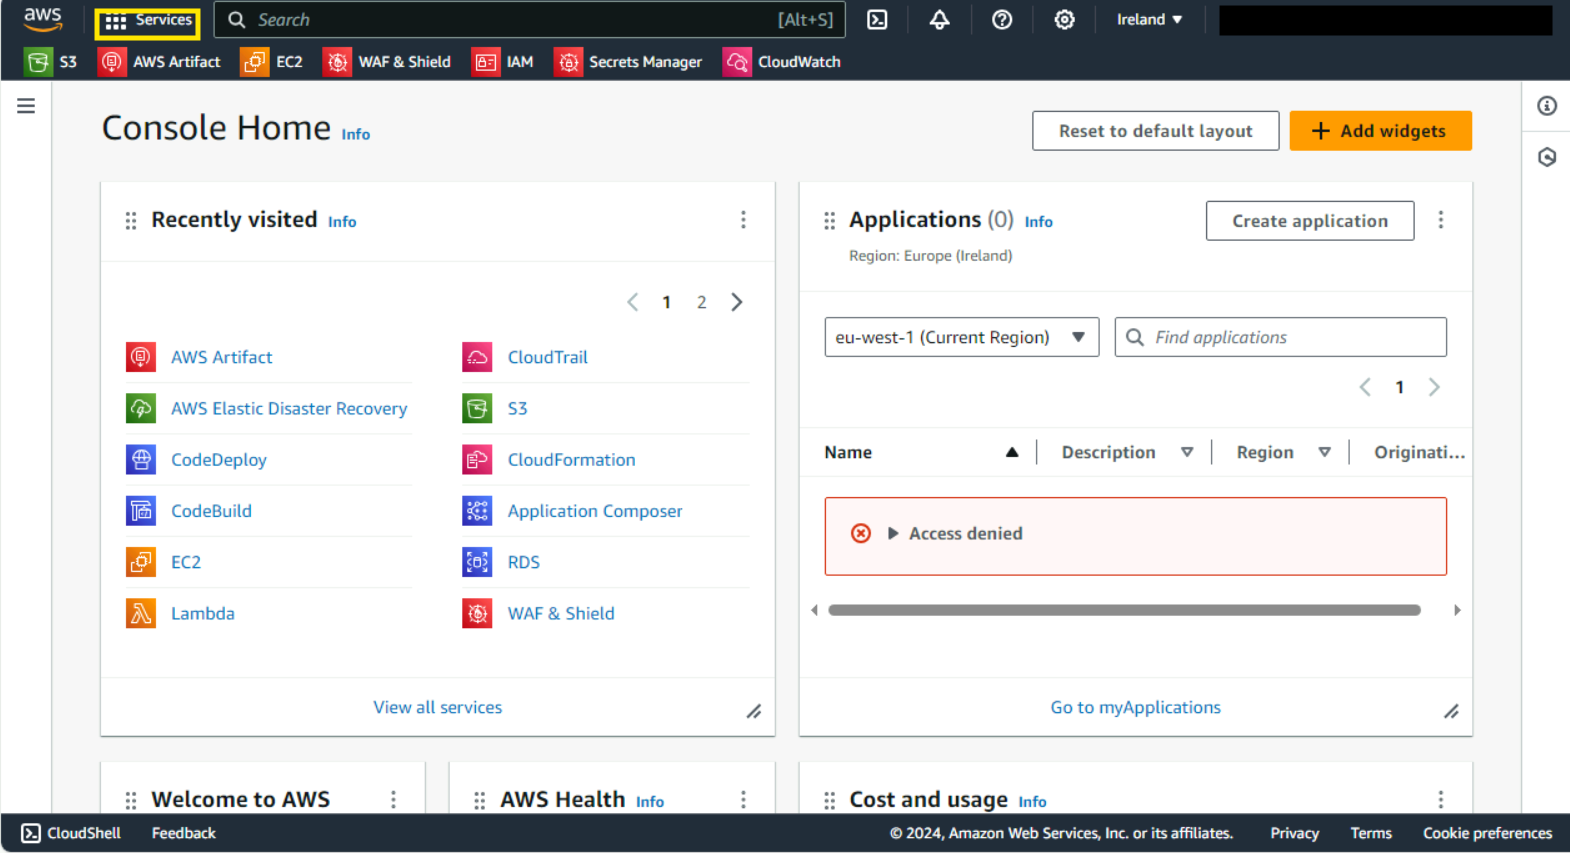 aws Services Search [Alt+S] Ireland
S3 AWS Artifact EC2 WAF & Shield IAM Secrets Manager CloudWatch
Console Home Info
Reset to default layout
Add widgets
Recently visited Info
1 2
AWS Artifact
CloudTrail
AWS Elastic Disaster Recovery
S3
CodeDeploy
CloudFormation
CodeBuild
Application Composer
EC2
RDS
Lambda
WAF & Shield
View all services
Applications (0) Info
Create application
Region: Europe (Ireland)
eu-west-1 (Current Region)
Find applications
1
Name Description Region Originati...
Access denied
Go to myApplications
Welcome to AWS
AWS Health Info
Cost and usage Info
CloudShell Feedback © 2024, Amazon Web Services, Inc. or its affiliates. Privacy Terms Cookie preferences